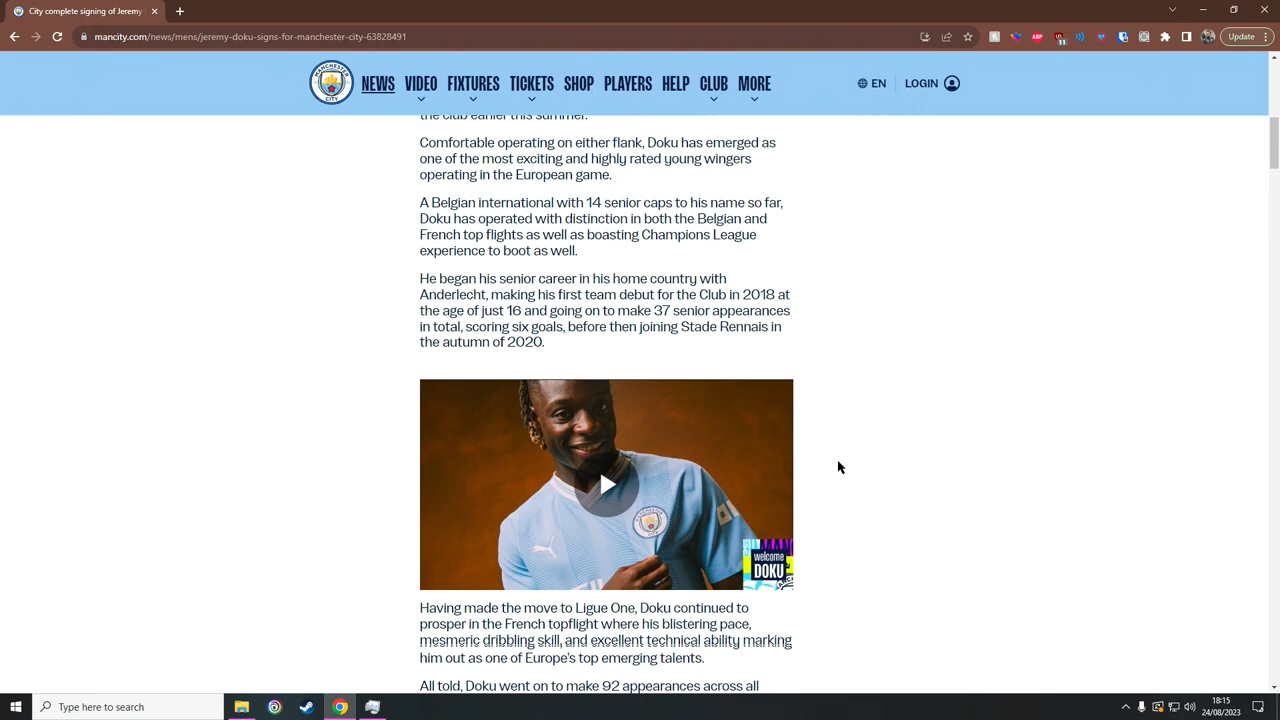 City complete signing of Jeremy
mancity.com/news/mens/jeremy-doku-signs-for-manchester-city-63828491
ABP
11
Update
MANCHESTER
CITY
NEWS VIDEO FIXTURES TICKETS SHOP PLAYERS HELP CLUB MORE
EN LOGIN
the club earlier this summer.
Comfortable operating on either flank, Doku has emerged as
one of the most exciting and highly rated young wingers
operating in the European game.
A Belgian international with 14 senior caps to his name so far,
Doku has operated with distinction in both the Belgian and
French top flights as well as boasting Champions League
experience to boot as well.
He began his senior career in his home country with
Anderlecht, making his first team debut for the Club in 2018 at
the age of just 16 and going on to make 37 senior appearances
in total, scoring six goals, before then joining Stade Rennais in
the autumn of 2020.
welcome
DOKU
Having made the move to Ligue One, Doku continued to
prosper in the French topflight where his blistering pace,
mesmeric dribbling skill, and excellent technical ability marking
him out as one of Europe's top emerging talents.
All told, Doku went on to make 92 appearances across all
Type here to search
18:15
24/08/2023